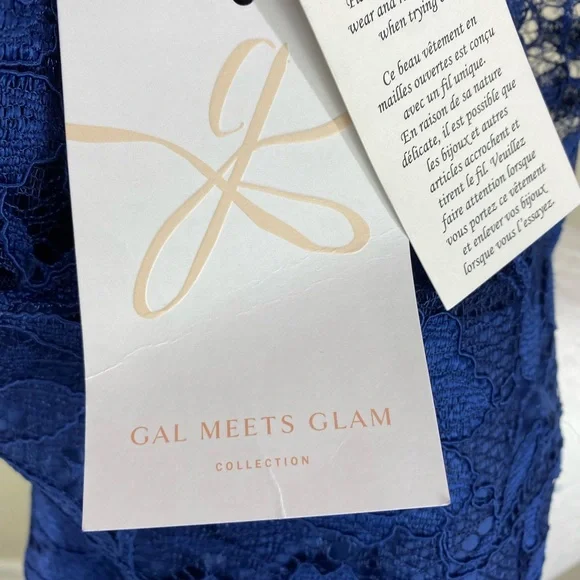 GAL MEETS GLAM
COLLECTION
wear and
when trying
Ce beau vêtement en
mailles ouvertes est conçu
avec un fil unique.
En raison de sa nature
délicate, il est possible que
les bijoux et autres
articles accrochent et
tirent le fil. Veuillez
faire attention lorsque
vous portez ce vêtement
et enlever vos bijoux
lorsque vous l'essayez.